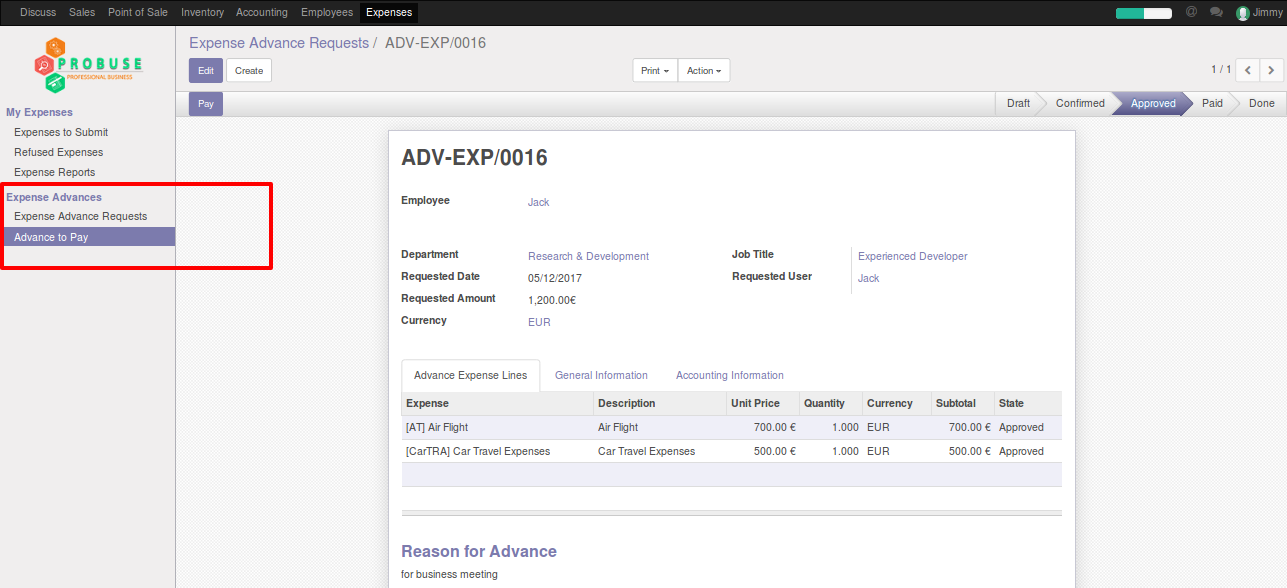 Discuss Sales Point of Sale Inventory Accounting Employees Expenses @ Jimmy
PROBUSE
PROFESSIONAL BUSINESS
My Expenses
Expenses to Submit
Refused Expenses
Expense Reports
Expense Advances
Expense Advance Requests
Advance to Pay
Expense Advance Requests / ADV-EXP/0016
Edit Create Print Action 1 / 1
Pay Draft Confirmed Approved Paid Done
ADV-EXP/0016
Employee Jack
Department Research & Development Job Title Experienced Developer
Requested Date 05/12/2017 Requested User Jack
Requested Amount 1,200.00€
Currency EUR
Advance Expense Lines General Information Accounting Information
Expense Description Unit Price Quantity Currency Subtotal State
[AT] Air Flight Air Flight 700.00 € 1.000 EUR 700.00 € Approved
[CarTRA] Car Travel Expenses Car Travel Expenses 500.00 € 1.000 EUR 500.00 € Approved
Reason for Advance
for business meeting